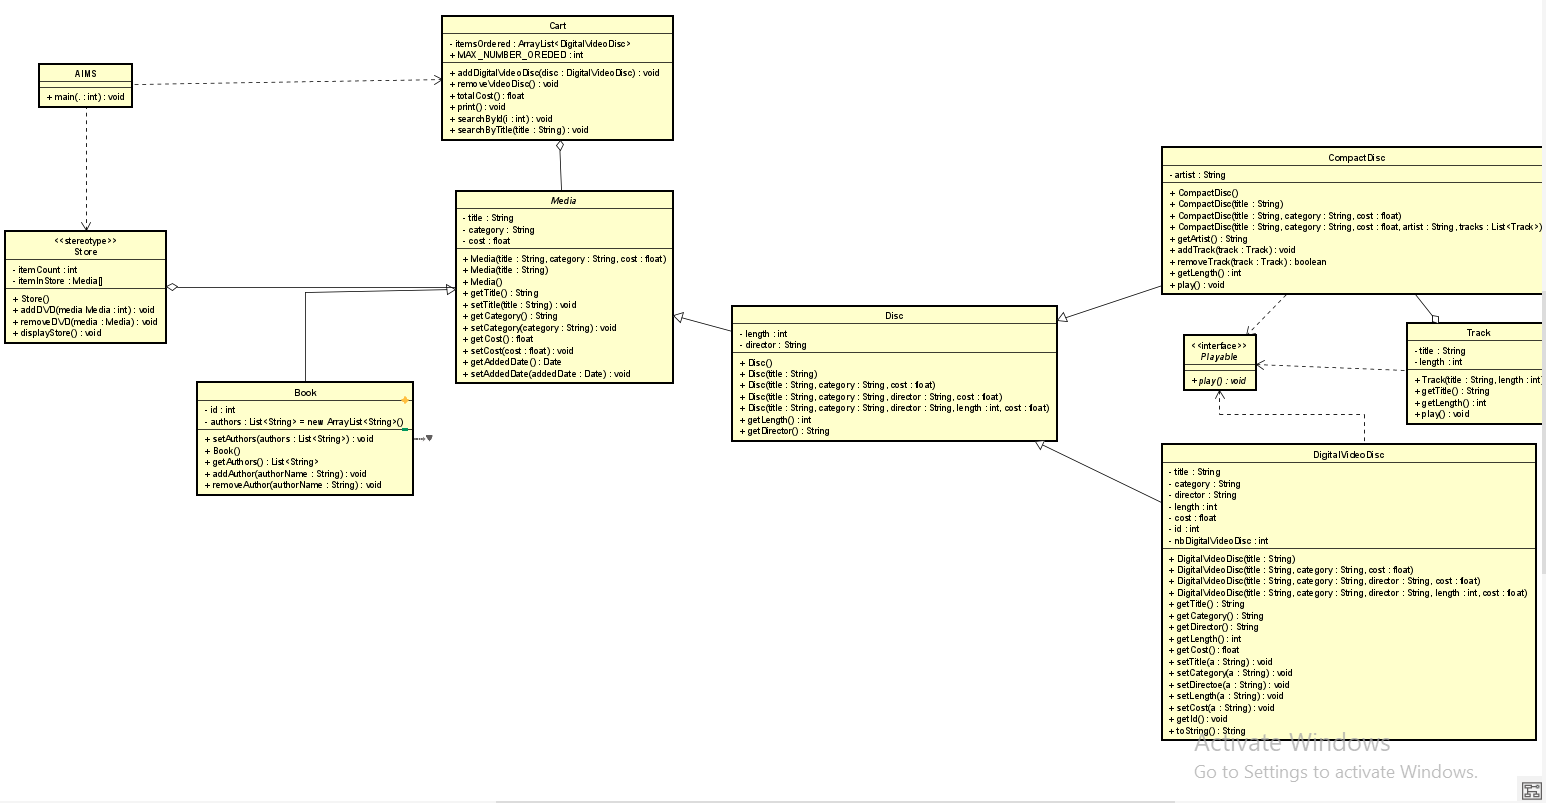 Cart
- itemsOrdered : ArrayList<DigitalVideoDisc>
+ MAX_NUMBER_OREDED : int
+ addDigitalVideoDisc(disc : DigitalVideoDisc) : void
+ removeVideoDisc() : void
+ totalCost() : float
+ print() : void
+ searchById(i : int) : void
+ searchByTitle(title : String) : void
AIMS
+ main(. : int) : void
<<stereotype>>
Store
- itemCount : int
- itemInStore : Media[]
+ Store()
+ addDVD(media Media : int) : void
+ removeDVD(media : Media) : void
+ displayStore() : void
Media
- title : String
- category : String
- cost : float
+ Media(title : String, category : String, cost : float)
+ Media(title : String)
+ Media()
+ getTitle() : String
+ setTitle(title : String) : void
+ getCategory() : String
+ setCategory(category : String) : void
+ getCost() : float
+ setCost(cost : float) : void
+ getAddedDate() : Date
+ setAddedDate(addedDate : Date) : void
Book
- id : int
- authors : List<String> = new ArrayList<String>()
+ setAuthors(authors : List<String>) : void
+ Book()
+ getAuthors() : List<String>
+ addAuthor(authorName : String) : void
+ removeAuthor(authorName : String) : void
Disc
- length : int
- director : String
+ Disc()
+ Disc(title : String)
+ Disc(title : String, category : String, cost : float)
+ Disc(title : String, category : String, director : String, cost : float)
+ Disc(title : String, category : String, director : String, length : int, cost : float)
+ getLength() : int
+ getDirector() : String
CompactDisc
- artist : String
+ CompactDisc()
+ CompactDisc(title : String)
+ CompactDisc(title : String, category : String, cost : float)
+ CompactDisc(title : String, category : String, cost : float, artist : String, tracks : List<Track>)
+ getArtist() : String
+ addTrack(track : Track) : void
+ removeTrack(track : Track) : boolean
+ getLength() : int
+ play() : void
<<interface>>
Playable
+ play() : void
Track
- title : String
- length : int
+ Track(title : String, length : int)
+ getTitle() : String
+ getLength() : int
+ play() : void
DigitalVideoDisc
- title : String
- category : String
- director : String
- length : int
- cost : float
- id : int
- nbDigitalVideoDisc : int
+ DigitalVideoDisc(title : String)
+ DigitalVideoDisc(title : String, category : String, cost : float)
+ DigitalVideoDisc(title : String, category : String, director : String, cost : float)
+ DigitalVideoDisc(title : String, category : String, director : String, length : int, cost : float)
+ getTitle() : String
+ getCategory() : String
+ getDirector() : String
+ getLength() : int
+ getCost() : float
+ setTitle(a : String) : void
+ setCategory(a : String) : void
+ setDirectoe(a : String) : void
+ setLength(a : String) : void
+ setCost(a : String) : void
+ getId() : void
+ toString() : String
Activate Windows
Go to Settings to activate Windows.